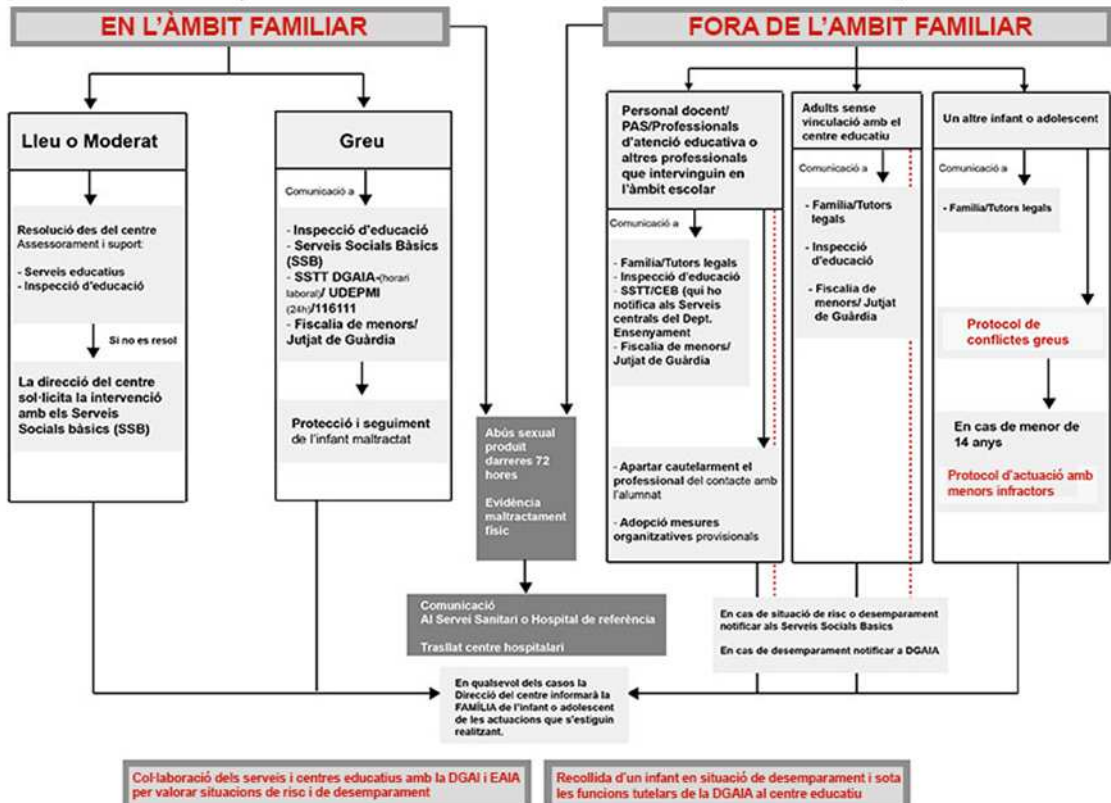 EN L'ÀMBIT FAMILIAR
Lleu o Moderat
Resolució des del centre
Assessorament i suport:
- Serveis educatius
- Inspecció d'educació
Si no es resol
La direcció del centre
sol·licita la intervenció
amb els Serveis
Socials bàsics (SSB)
Greu
Comunicació a
- Inspecció d'educació
- Serveis Socials Bàsics
(SSB)
- SSTT DGAIA-(horari
laboral)/ UDEPMI
(24h)/116111
- Fiscalia de menors/
Jutjat de Guàrdia
Protecció i seguiment
de l'infant maltractat
Abús sexual
produït
darreres 72
hores
Evidència
maltractament
físic
Comunicació
Al Servei Sanitari o Hospital de referència
Trasllat centre hospitalari
FORA DE L'AMBIT FAMILIAR
Personal docent/
PAS/Professionals
d'atenció educativa o
altres professionals
que intervinguin en
l'àmbit escolar
Comunicació a
- Família/Tutors legals
- Inspecció d'educació
- SSTT/CEB (qui ho
notifica als Serveis
centrals del Dept.
Ensenyament
- Fiscalia de menors/
Jutjat de Guàrdia
- Apartar cautelarment el
professional del contacte amb
l'alumnat
- Adopció mesures
organitzatives provisionals
Adults sense
vinculació amb el
centre educatiu
Comunicació a
- Família/Tutors
legals
- Inspecció
d'educació
- Fiscalia de
menors/ Jutjat
de Guàrdia
Un altre infant o adolescent
Comunicació a
- Família/Tutors legals
Protocol de
conflictes greus
En cas de menor de
14 anys
Protocol d'actuació amb
menors infractors
En cas de situació de risc o desemparament
notificar als Serveis Socials Basics
En cas de desemparament notificar a DGAIA
En qualsevol dels casos la
Direcció del centre informarà la
FAMÍLIA de l'infant o adolescent
de les actuacions que s'estiguin
realitzant.
Col·laboració dels serveis i centres educatius amb la DGAI i EAIA
per valorar situacions de risc i de desemparament
Recollida d'un infant en situació de desemparament i sota
les funcions tutelars de la DGAIA al centre educatiu